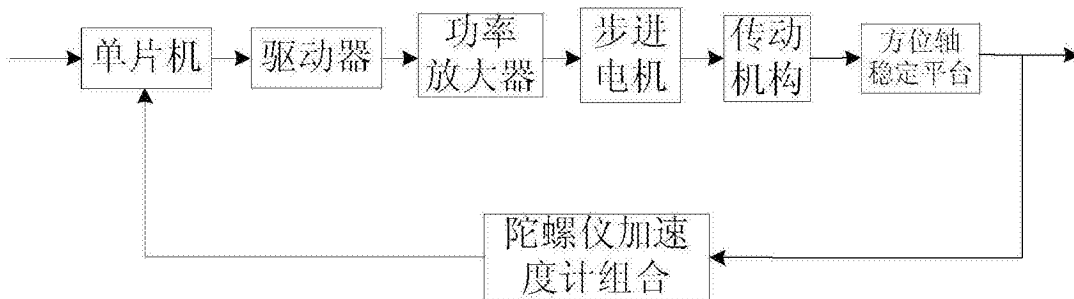 单片机
驱动器
功率
放大器
步进
电机
传动
机构
方位轴
稳定平台
陀螺仪加速
度计组合